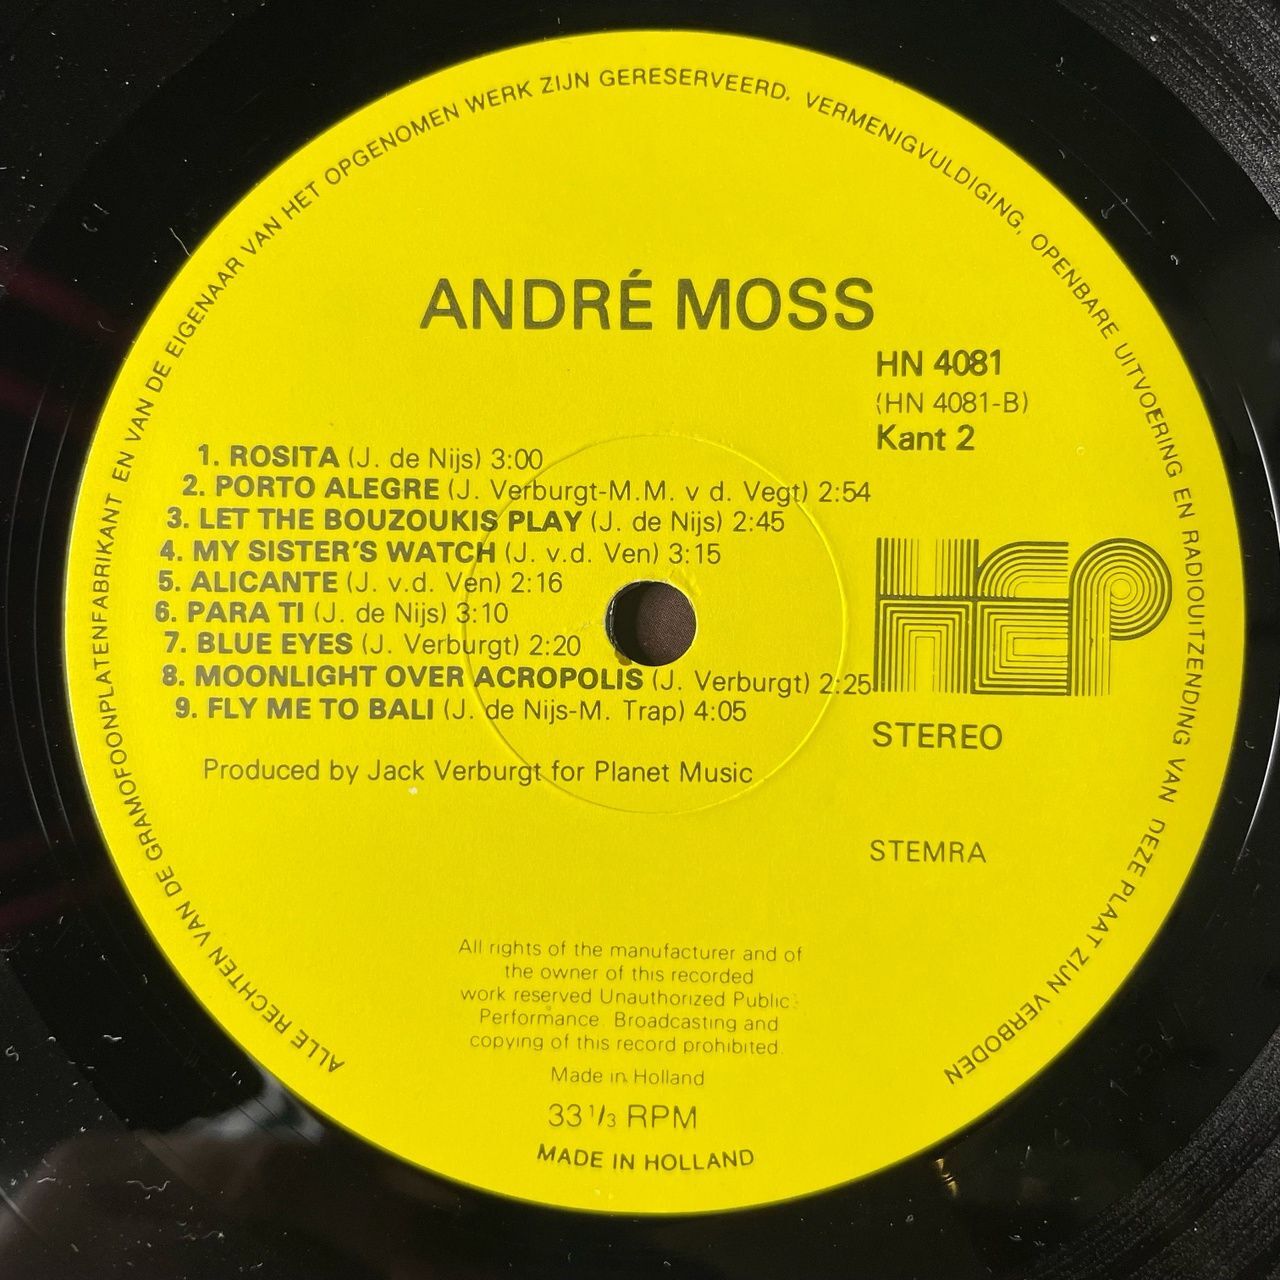 ALLE RECHTEN VAN DE GRAMOFOONPLATENFABRIKANT EN VAN DE EIGENAAR VAN HET OPGENOMEN WERK ZIJN GERESERVEERD. VERMENIGVULDIGING, OPENBARE UITVOERING EN RADIOUITZENDING VAN DEZE PLAAT ZIJN VERBODEN
ANDRÉ MOSS
HN 4081
(HN 4081-B)
Kant 2
1. ROSITA (J. de Nijs) 3:00
2. PORTO ALEGRE (J. Verburgt-M.M. v d. Vegt) 2:54
3. LET THE BOUZOUKIS PLAY (J. de Nijs) 2:45
4. MY SISTER'S WATCH (J. v.d. Ven) 3:15
5. ALICANTE (J. v.d. Ven) 2:16
6. PARA TI (J. de Nijs) 3:10
7. BLUE EYES (J. Verburgt) 2:20
8. MOONLIGHT OVER ACROPOLIS (J. Verburgt) 2:25
9. FLY ME TO BALI (J. de Nijs-M. Trap) 4:05
HEP
STEREO
Produced by Jack Verburgt for Planet Music
STEMRA
All rights of the manufacturer and of
the owner of this recorded
work reserved Unauthorized Public
Performance. Broadcasting and
copying of this record prohibited.
Made in Holland
33 1/3 RPM
MADE IN HOLLAND